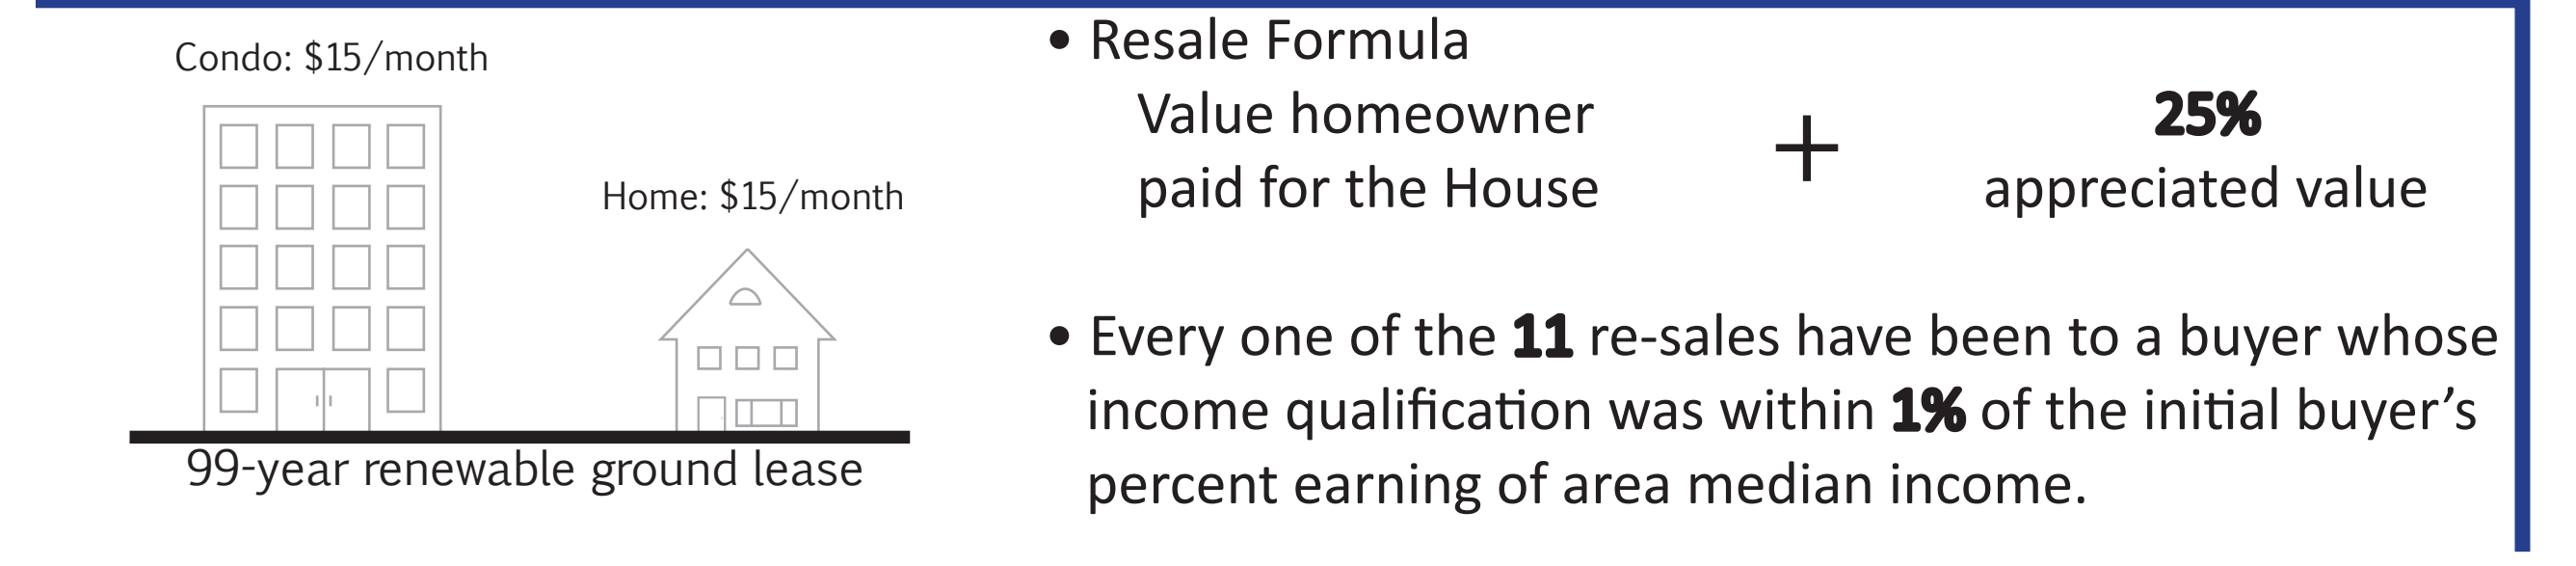 Condo: $15/month
Home: $15/month
99-year renewable ground lease
• Resale Formula
Value homeowner
paid for the House
+
25%
appreciated value
• Every one of the 11 re-sales have been to a buyer whose
income qualification was within 1% of the initial buyer’s
percent earning of area median income.